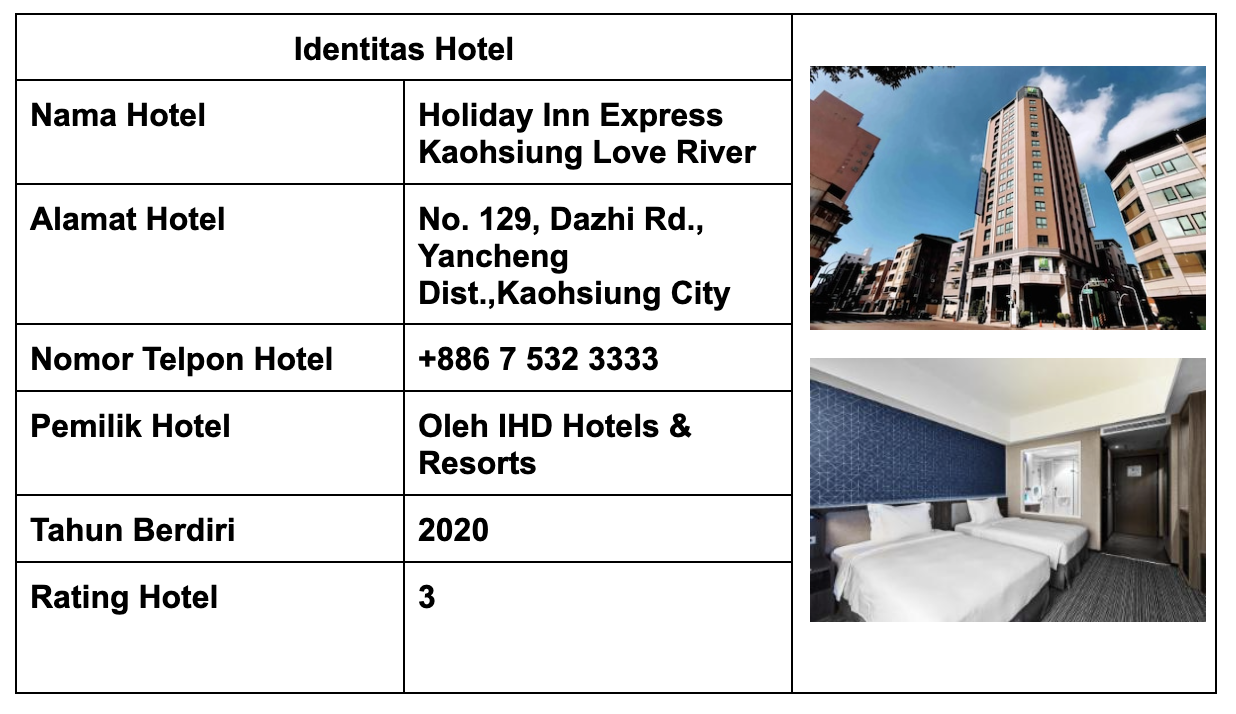 Identitas Hotel
Nama Hotel
Holiday Inn Express
Kaohsiung Love River
Alamat Hotel
No. 129, Dazhi Rd.,
Yancheng
Dist.,Kaohsiung City
Nomor Telpon Hotel
+886 7 532 3333
Pemilik Hotel
Oleh IHD Hotels &
Resorts
Tahun Berdiri
2020
Rating Hotel
3